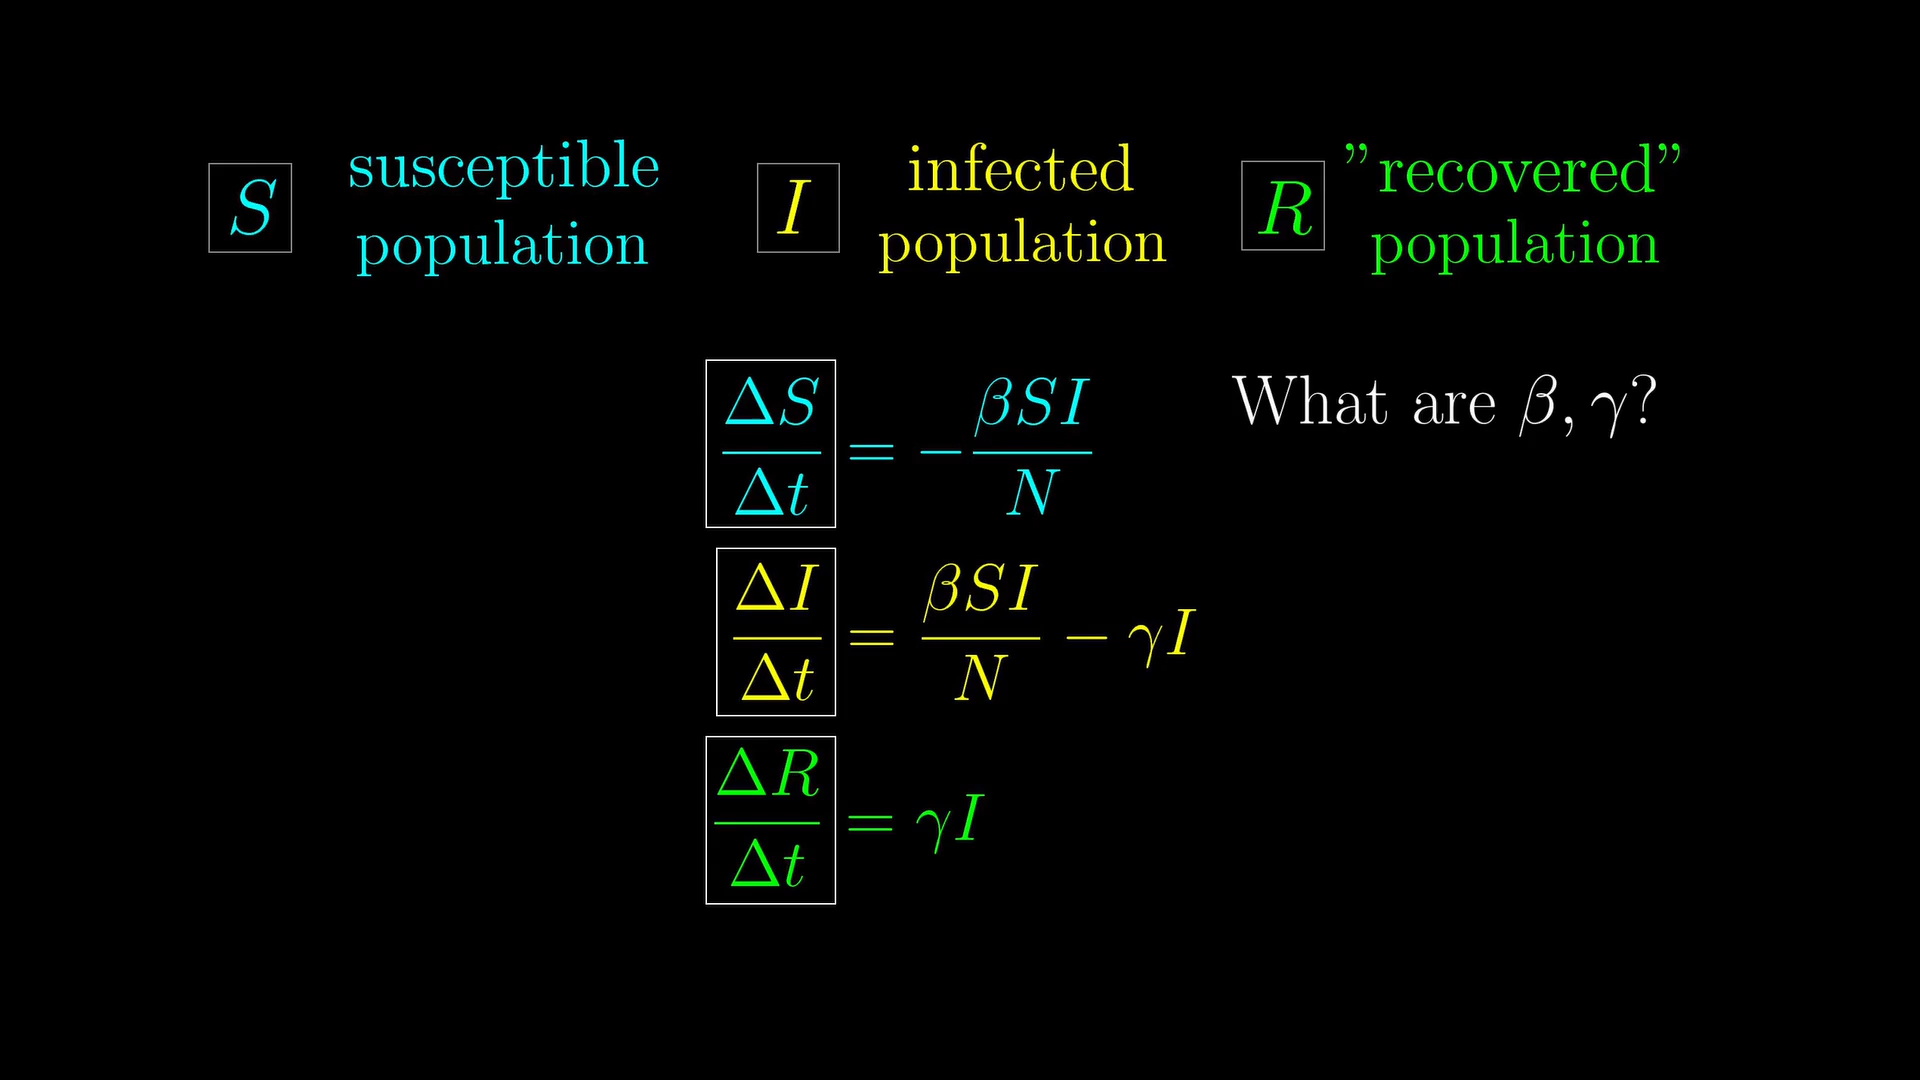 S susceptible population
I infected population
R "recovered" population
ΔS/Δt = −βSI/N
What are β, γ?
ΔI/Δt = βSI/N − γI
ΔR/Δt = γI